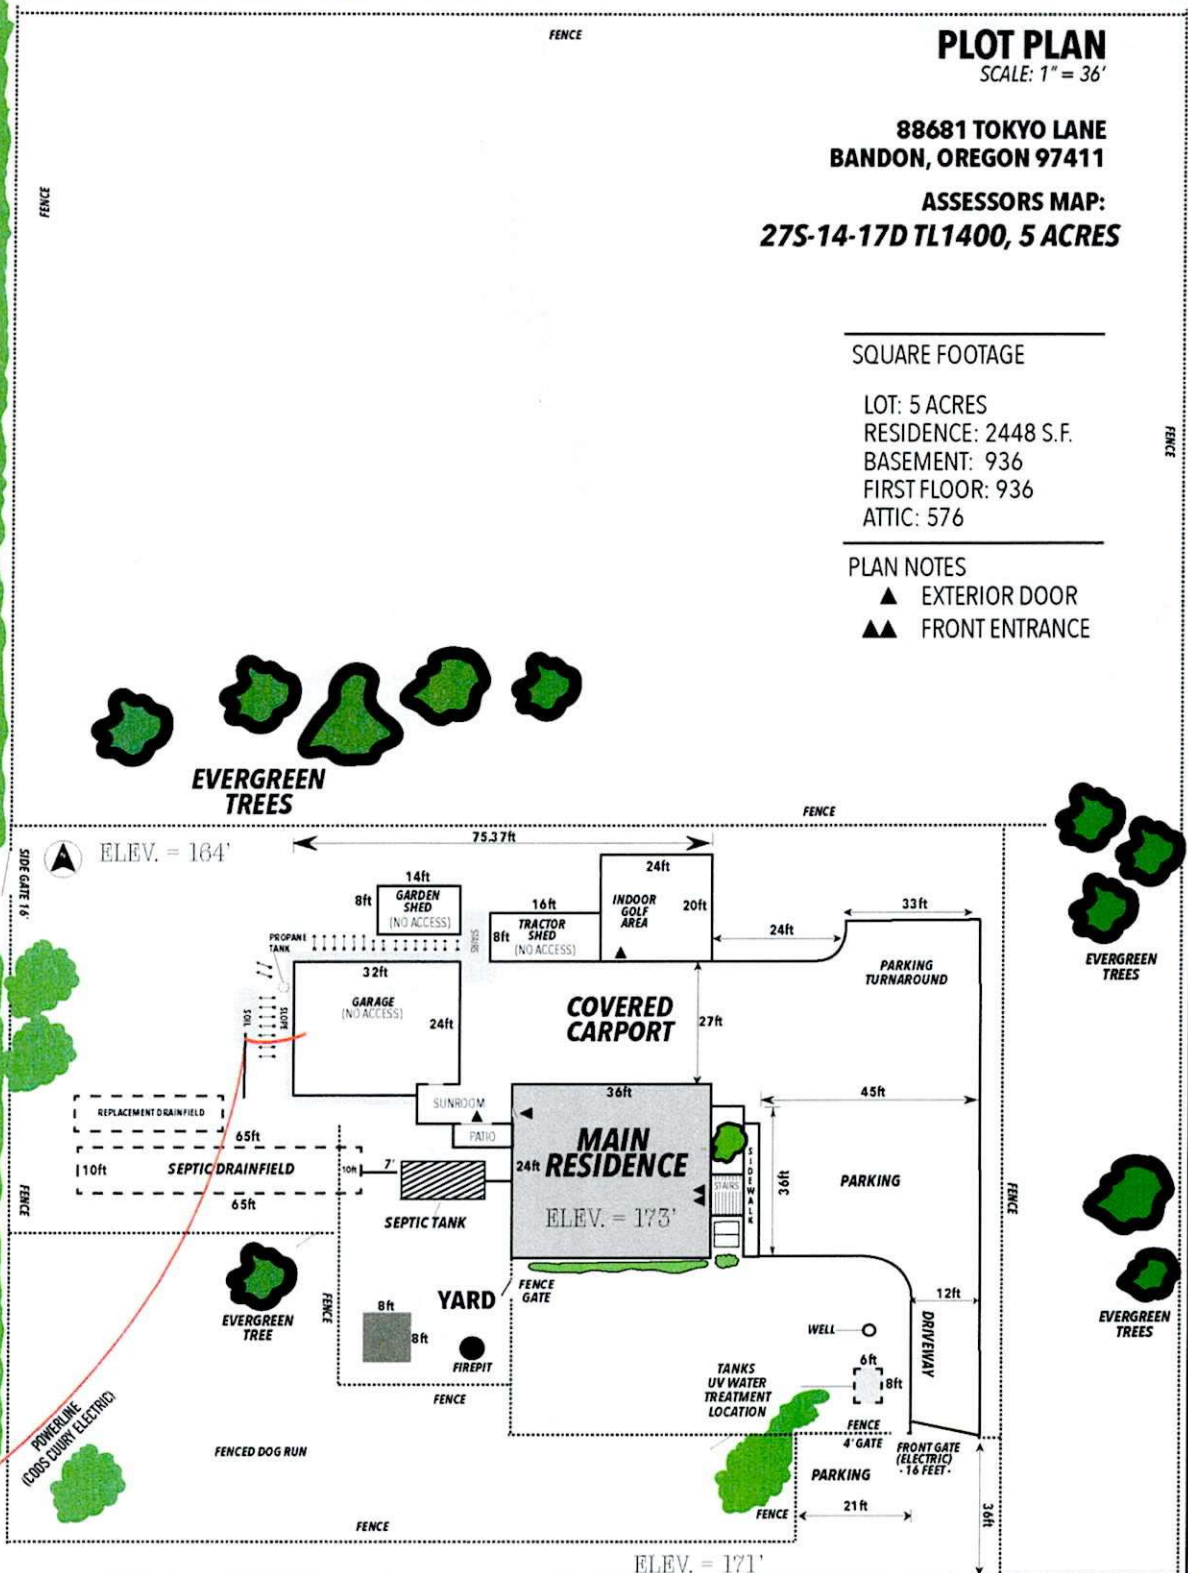 FENCE
PLOT PLAN
SCALE: 1" = 36'
88681 TOKYO LANE
BANDON, OREGON 97411
ASSESSORS MAP:
27S-14-17D TL1400, 5 ACRES
FENCE
SQUARE FOOTAGE
LOT: 5 ACRES
RESIDENCE: 2448 S.F.
BASEMENT: 936
FIRST FLOOR: 936
ATTIC: 576
FENCE
PLAN NOTES
EXTERIOR DOOR
FRONT ENTRANCE
EVERGREEN
TREES
FENCE
75.37ft
ELEV. = 164'
SIDE GATE 16'
14ft
8ft
GARDEN
SHED
(NO ACCESS)
STAIRS
16ft
8ft
TRACTOR
SHED
(NO ACCESS)
24ft
INDOOR
GOLF
AREA
20ft
24ft
33ft
PARKING
TURNAROUND
EVERGREEN
TREES
PROPANE
TANK
32ft
GARAGE
(NO ACCESS)
24ft
SOIL
SLOPE
COVERED
CARPORT
27ft
SUNROOM
PATIO
36ft
MAIN
RESIDENCE
24ft
ELEV. = 173'
STAIRS
SIDEWALK
36ft
45ft
PARKING
REPLACEMENT DRAINFIELD
65ft
10ft
SEPTIC DRAINFIELD
10ft
7'
65ft
SEPTIC TANK
FENCE
FENCE
EVERGREEN
TREE
FENCE
8ft
8ft
YARD
FIREPIT
FENCE
GATE
FENCE
12ft
DRIVEWAY
WELL
6ft
8ft
TANKS
UV WATER
TREATMENT
LOCATION
FENCE
4' GATE
FRONT GATE
(ELECTRIC)
- 16 FEET -
EVERGREEN
TREES
POWERLINE
(COOS CUURY ELECTRIC)
FENCED DOG RUN
FENCE
PARKING
FENCE
21ft
36ft
ELEV. = 171'